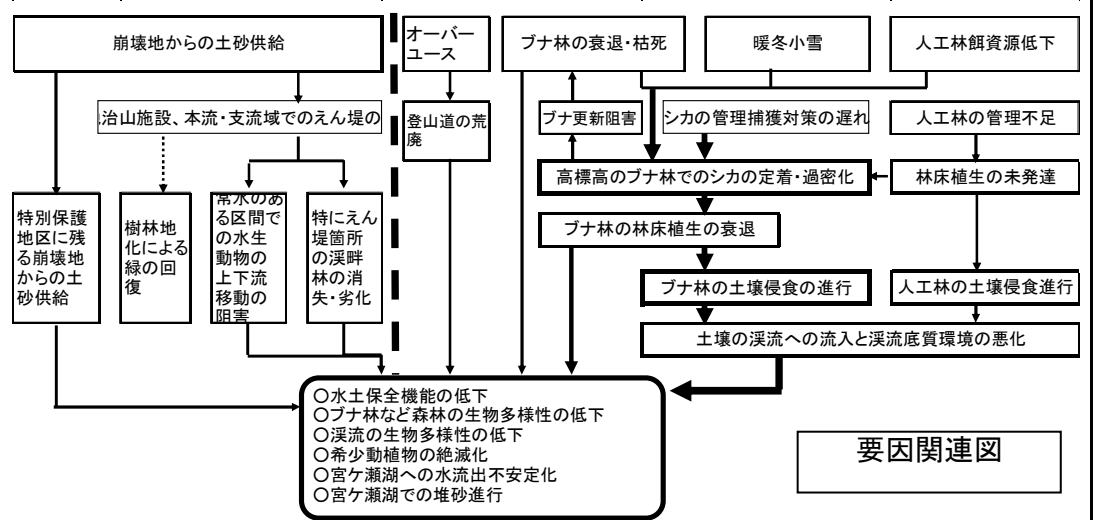 崩壊地からの土砂供給
オーバー
ユース
ブナ林の衰退・枯死
暖冬小雪
人工林餌資源低下
治山施設、本流・支流域でのえん堤の
登山道の荒
廃
ブナ更新阻害
シカの管理捕獲対策の遅れ
人工林の管理不足
高標高のブナ林でのシカの定着・過密化
林床植生の未発達
特別保護
地区に残
る崩壊地
からの土
砂供給
樹林地
化による
緑の回
復
常水のあ
る区間で
の水生
動物の
上下流
移動の
阻害
特にえん
堤箇所
の渓畔
林の消
失・劣化
ブナ林の林床植生の衰退
ブナ林の土壌侵食の進行
人工林の土壌侵食進行
土壌の渓流への流入と渓流底質環境の悪化
○水土保全機能の低下
○ブナ林など森林の生物多様性の低下
○渓流の生物多様性の低下
○希少動植物の絶滅化
○宮ケ瀬湖への水流出不安定化
○宮ケ瀬湖での堆砂進行
要因関連図